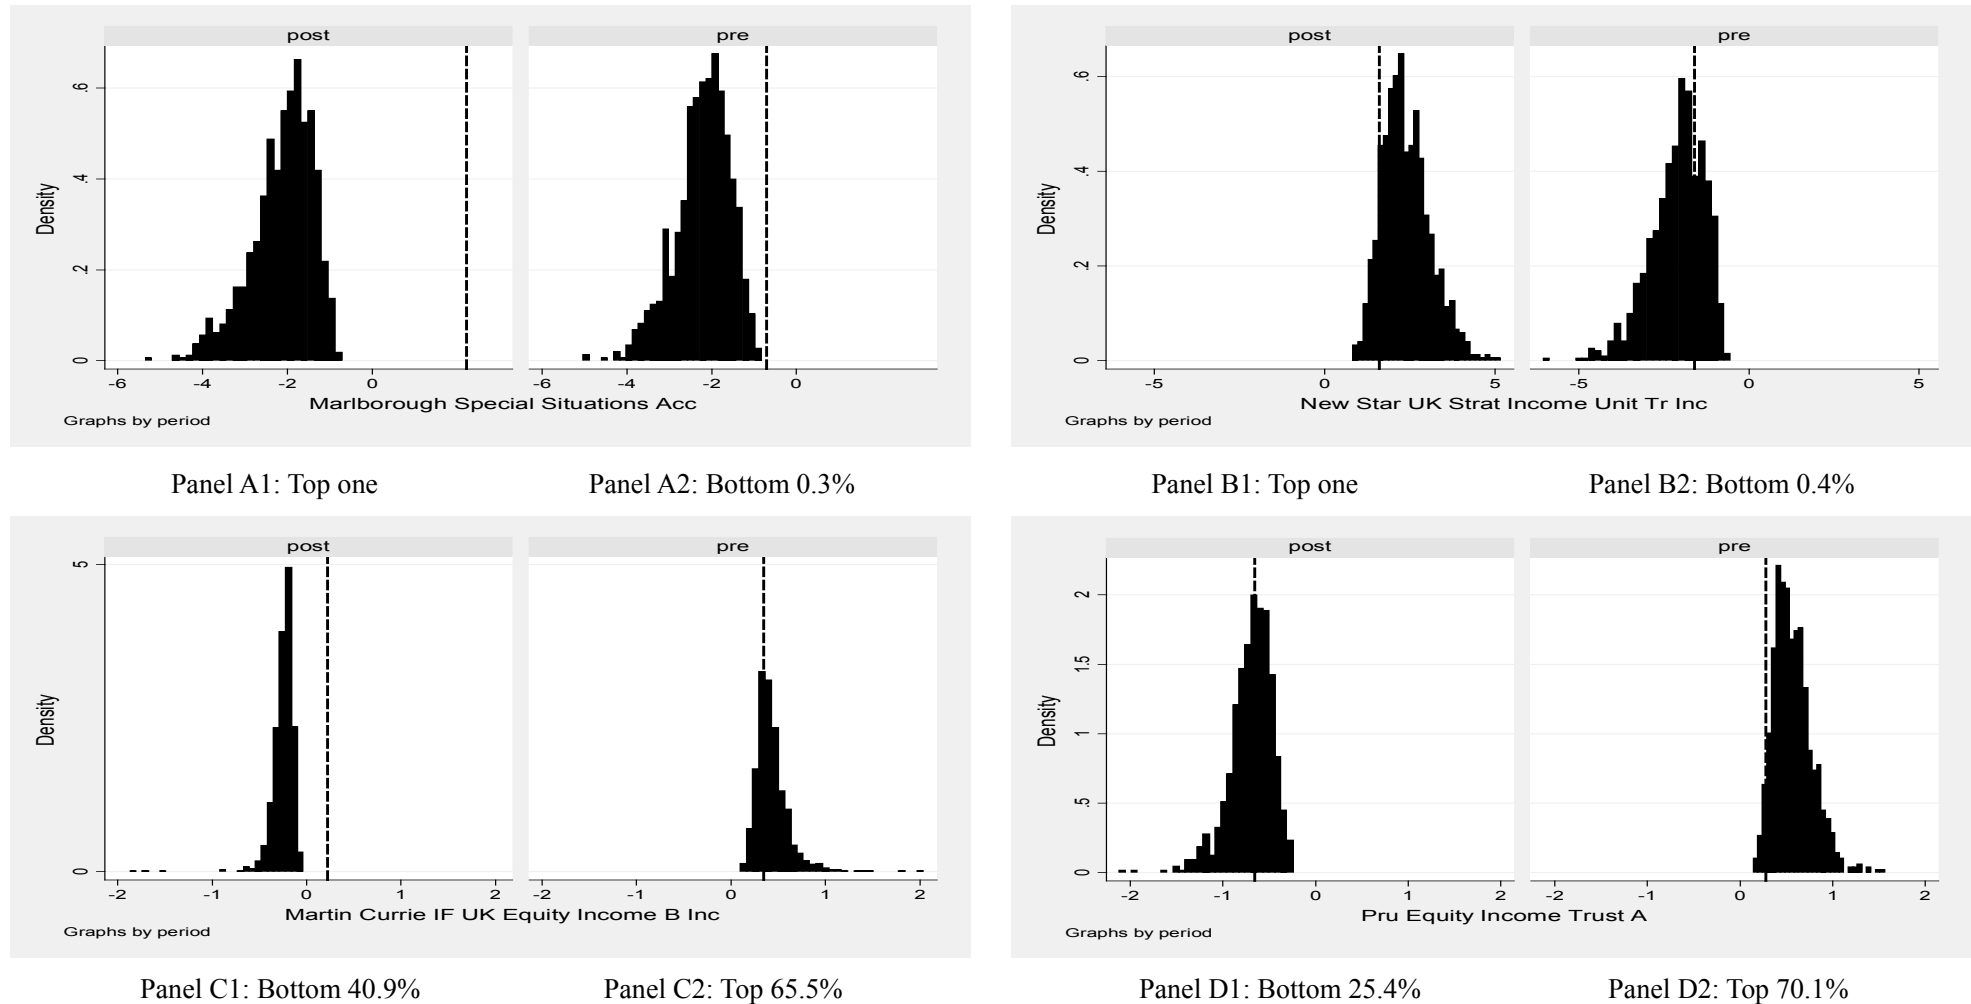 post pre
Density
0 .2 .4 .6
-6 -4 -2 0 -6 -4 -2 0
Marlborough Special Situations Acc
Graphs by period
post pre
Density
0 .2 .4 .6
-5 0 5 -5 0 5
New Star UK Strat Income Unit Tr Inc
Graphs by period
Panel A1: Top one
Panel A2: Bottom 0.3%
Panel B1: Top one
Panel B2: Bottom 0.4%
post pre
Density
0 5
-2 -1 0 1 2 -2 -1 0 1 2
Martin Currie IF UK Equity Income B Inc
Graphs by period
post pre
Density
0 .5 1 1.5 2
-2 -1 0 1 2 -2 -1 0 1 2
Pru Equity Income Trust A
Graphs by period
Panel C1: Bottom 40.9%
Panel C2: Top 65.5%
Panel D1: Bottom 25.4%
Panel D2: Top 70.1%